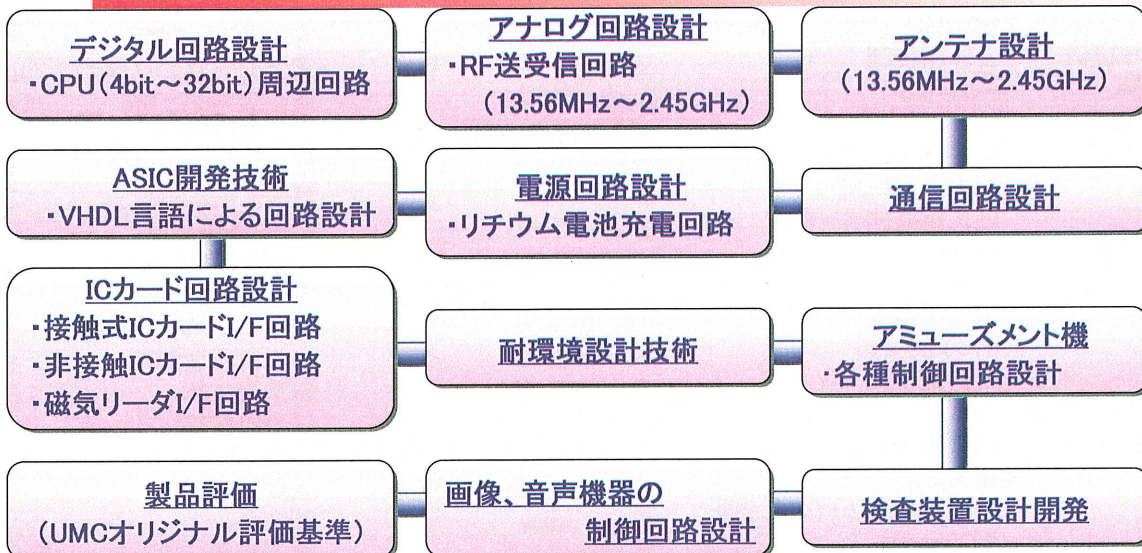 デジタル回路設計
・CPU(4bit～32bit)周辺回路
アナログ回路設計
・RF送受信回路
(13.56MHz～2.45GHz)
アンテナ設計
(13.56MHz～2.45GHz)
ASIC開発技術
・VHDL言語による回路設計
電源回路設計
・リチウム電池充電回路
通信回路設計
ICカード回路設計
・接触式ICカードI/F回路
・非接触ICカードI/F回路
・磁気リーダI/F回路
耐環境設計技術
アミューズメント機
・各種制御回路設計
製品評価
(UMCオリジナル評価基準)
画像、音声機器の
制御回路設計
検査装置設計開発